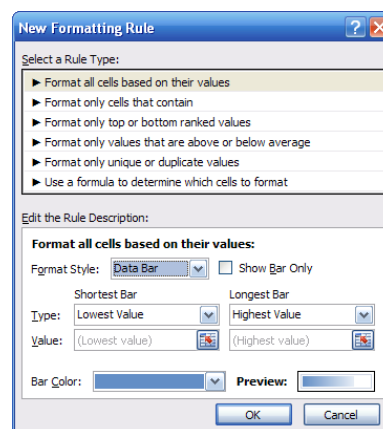 New Formatting Rule
Select a Rule Type:
► Format all cells based on their values
► Format only cells that contain
► Format only top or bottom ranked values
► Format only values that are above or below average
► Format only unique or duplicate values
► Use a formula to determine which cells to format
Edit the Rule Description:
Format all cells based on their values:
Format Style: Data Bar Show Bar Only
Shortest Bar Longest Bar
Type: Lowest Value Highest Value
Value: (Lowest value) (Highest value)
Bar Color: Preview:
OK Cancel